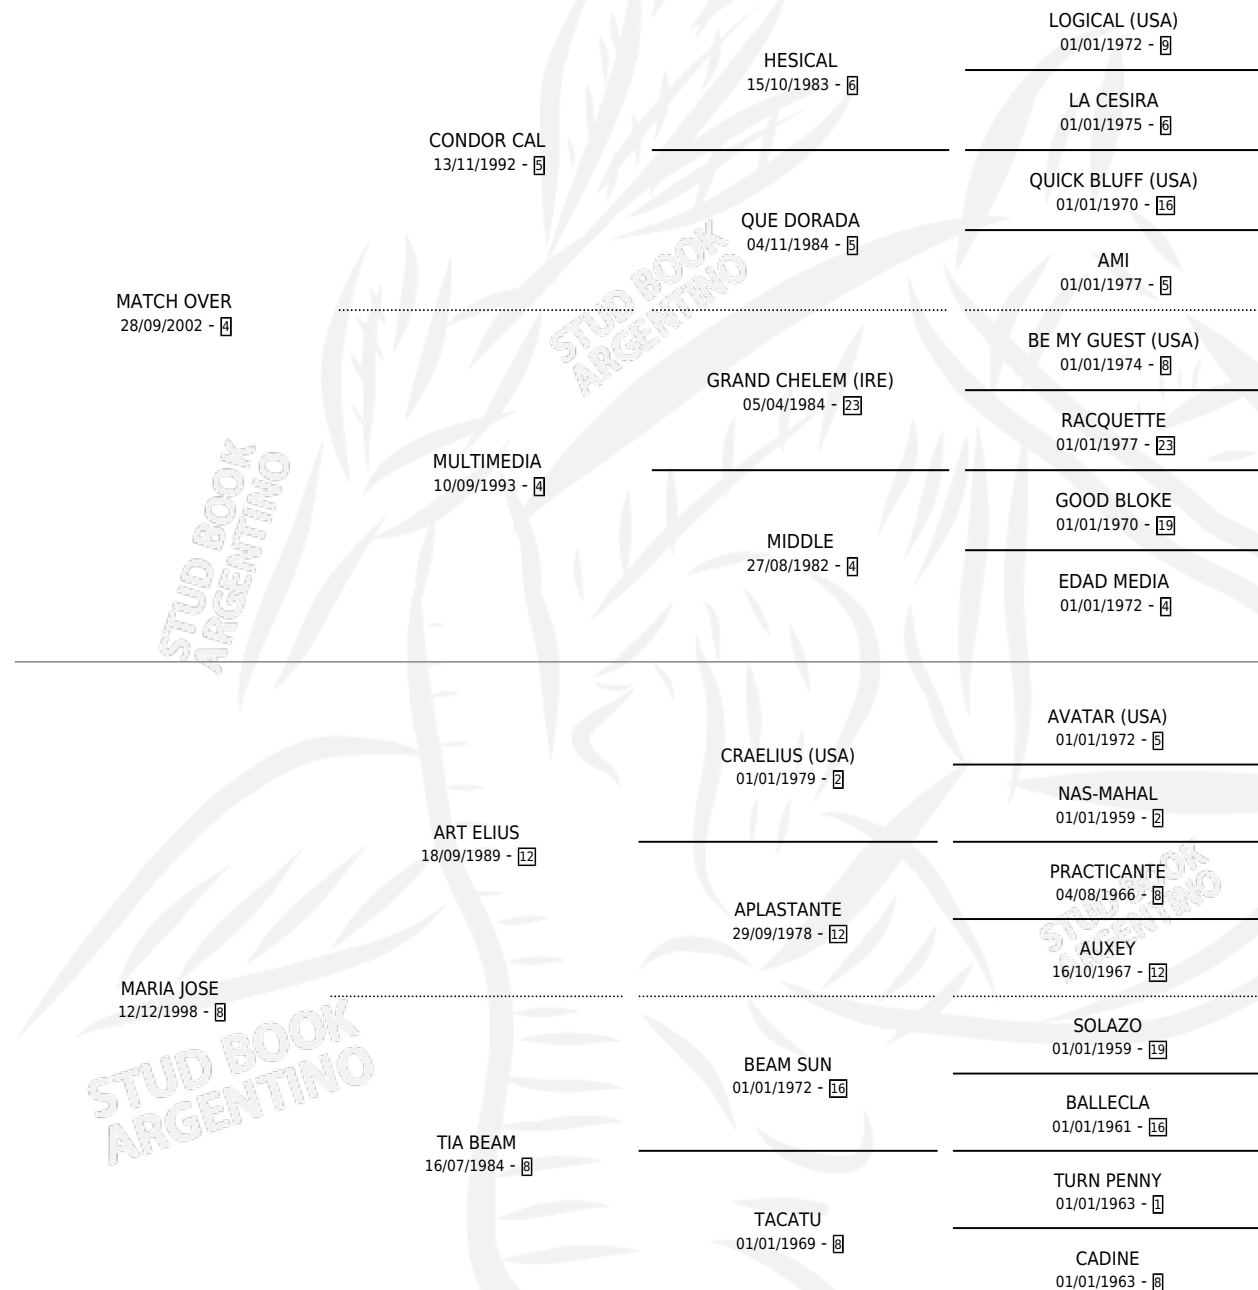 LOGICAL (USA)
01/01/1972 - 9
HESICAL
15/10/1983 - 6
LA CESIRA
01/01/1975 - 6
CONDOR CAL
13/11/1992 - 5
QUICK BLUFF (USA)
01/01/1970 - 16
QUE DORADA
04/11/1984 - 5
AMI
01/01/1977 - 5
MATCH OVER
28/09/2002 - 4
BE MY GUEST (USA)
01/01/1974 - 8
GRAND CHELEM (IRE)
05/04/1984 - 23
RACQUETTE
01/01/1977 - 23
MULTIMEDIA
10/09/1993 - 4
GOOD BLOKE
01/01/1970 - 19
MIDDLE
27/08/1982 - 4
EDAD MEDIA
01/01/1972 - 4
AVATAR (USA)
01/01/1972 - 5
CRAELIUS (USA)
01/01/1979 - 2
NAS-MAHAL
01/01/1959 - 2
ART ELIUS
18/09/1989 - 12
PRACTICANTE
04/08/1966 - 8
APLASTANTE
29/09/1978 - 12
AUXEY
16/10/1967 - 12
MARIA JOSE
12/12/1998 - 8
SOLAZO
01/01/1959 - 19
BEAM SUN
01/01/1972 - 16
BALLECLA
01/01/1961 - 16
TIA BEAM
16/07/1984 - 8
TURN PENNY
01/01/1963 - 1
TACATU
01/01/1969 - 8
CADINE
01/01/1963 - 8
STUD BOOK
ARGENTINO
STUD BOOK
ARGENTINO
STUD BOOK
ARGENTINO
STUD BOOK
ARGENTINO